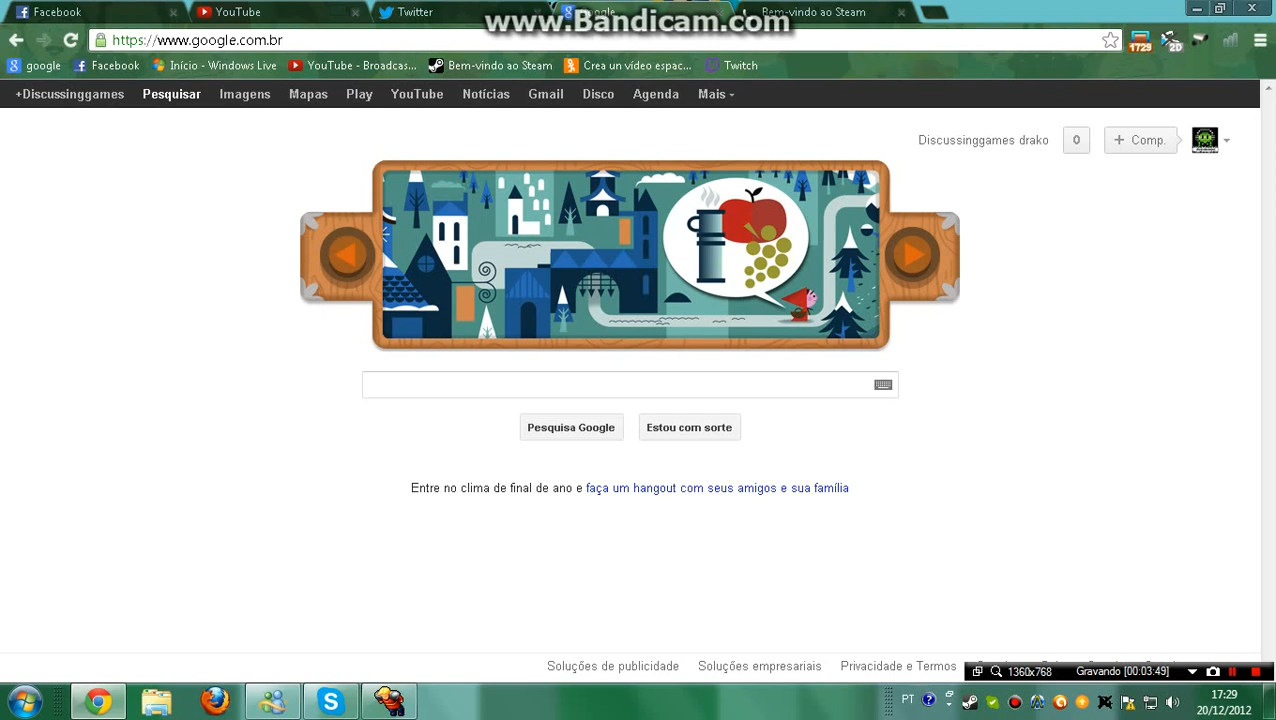 Facebook YouTube Twitter Google Bem-vindo ao Steam
www.Bandicam.com
https://www.google.com.br
1729 2D
google Facebook Início - Windows Live YouTube - Broadcas... Bem-vindo ao Steam Crea un vídeo espac... Twitch
+Discussinggames Pesquisar Imagens Mapas Play YouTube Notícias Gmail Disco Agenda Mais
Discussinggames drako 0 + Comp.
Pesquisa Google Estou com sorte
Entre no clima de final de ano e faça um hangout com seus amigos e sua família
Soluções de publicidade Soluções empresariais Privacidade e Termos
1360x768 Gravando [00:03:49]
PT 17:29
20/12/2012